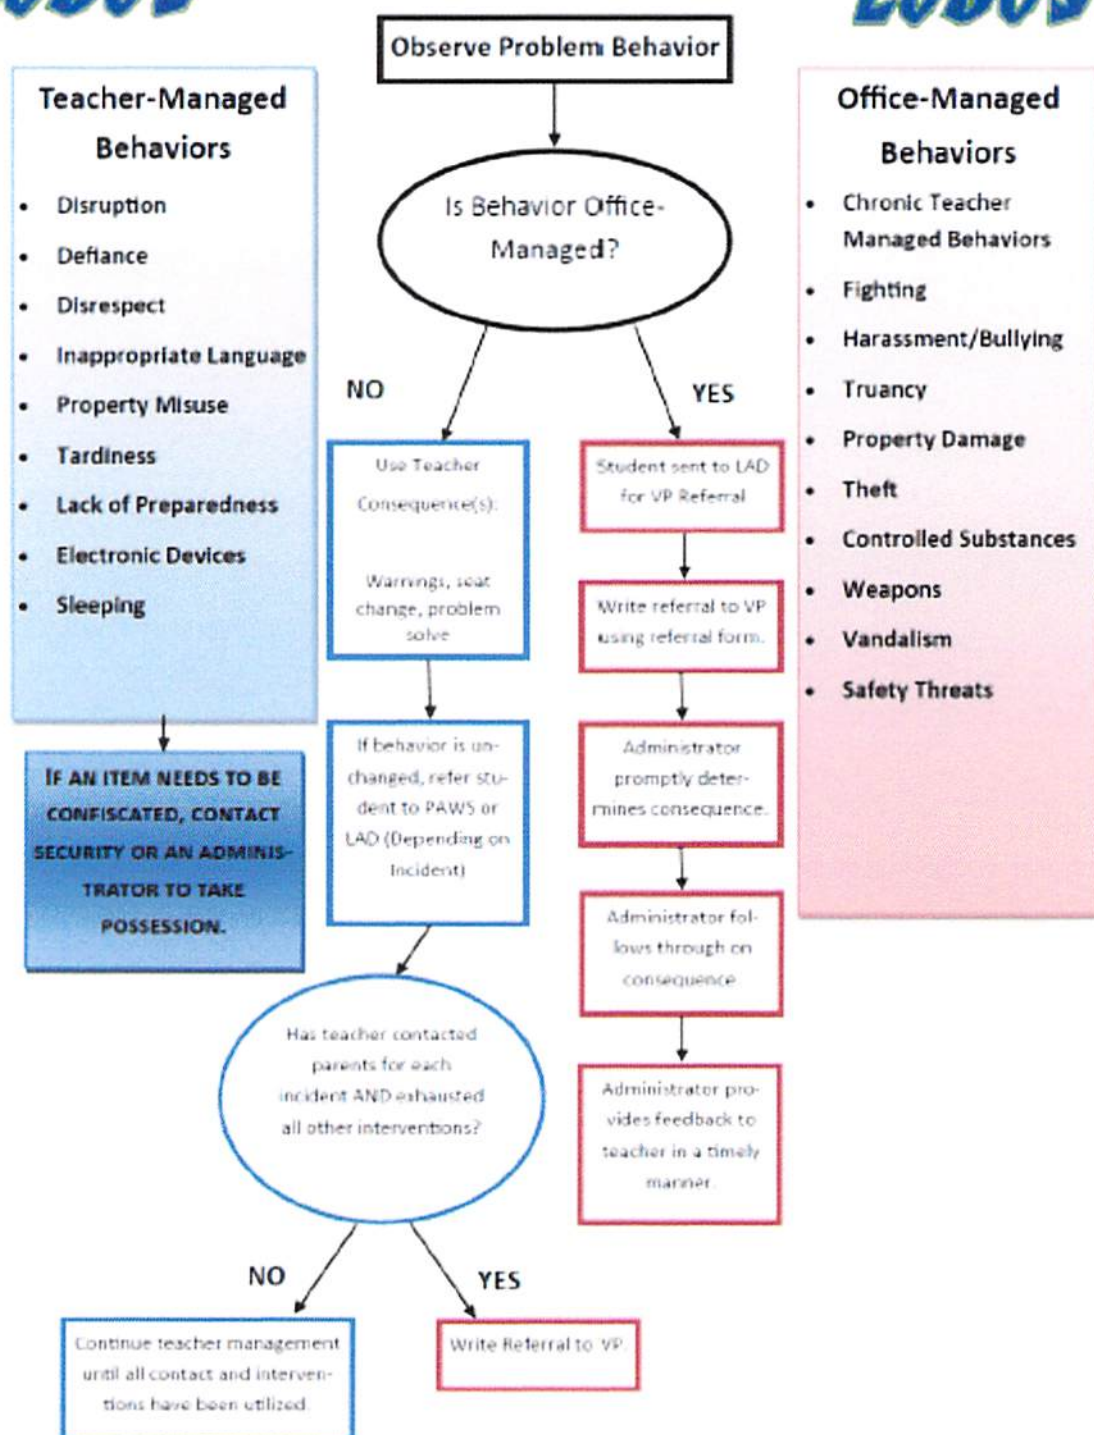 LOBOS
LOBOS
Observe Problem Behavior
Teacher-Managed
Behaviors
• Disruption
• Defiance
• Disrespect
• Inappropriate Language
• Property Misuse
• Tardiness
• Lack of Preparedness
• Electronic Devices
• Sleeping
IF AN ITEM NEEDS TO BE
CONFISCATED, CONTACT
SECURITY OR AN ADMINIS-
TRATOR TO TAKE
POSSESSION.
Is Behavior Office-
Managed?
NO
YES
Use Teacher
Consequence(s):
Warnings, seat
change, problem
solve
If behavior is un-
changed, refer stu-
dent to PAWS or
LAD (Depending on
Incident)
Has teacher contacted
parents for each
incident AND exhausted
all other interventions?
NO
YES
Continue teacher management
until all contact and interven-
tions have been utilized.
Write Referral to VP.
Student sent to LAD
for VP Referral
Write referral to VP
using referral form.
Administrator
promptly deter-
mines consequence.
Administrator fol-
lows through on
consequence
Administrator pro-
vides feedback to
teacher in a timely
manner.
Office-Managed
Behaviors
• Chronic Teacher
Managed Behaviors
• Fighting
• Harassment/Bullying
• Truancy
• Property Damage
• Theft
• Controlled Substances
• Weapons
• Vandalism
• Safety Threats